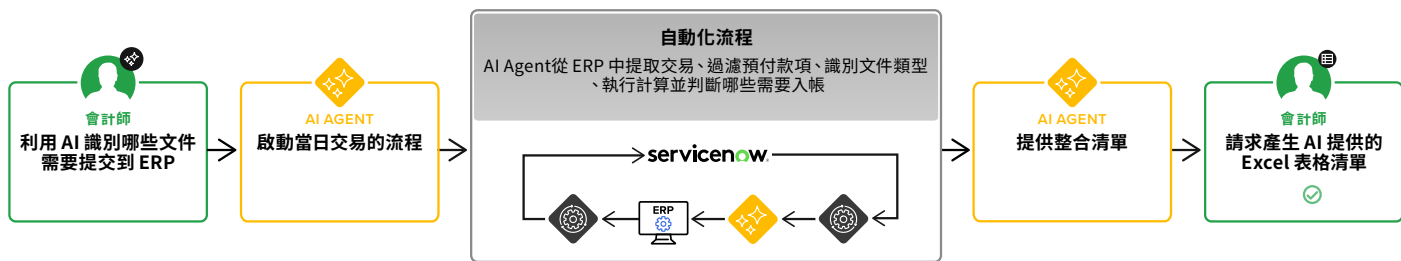 會計師
利用 AI 識別哪些文件
需要提交到 ERP
AI AGENT
啟動當日交易的流程
自動化流程
AI Agent從 ERP 中提取交易、過濾預付款項、識別文件類型
、執行計算並判斷哪些需要入帳
servicenow
ERP
AI AGENT
提供整合清單
會計師
請求產生 AI 提供的
Excel 表格清單